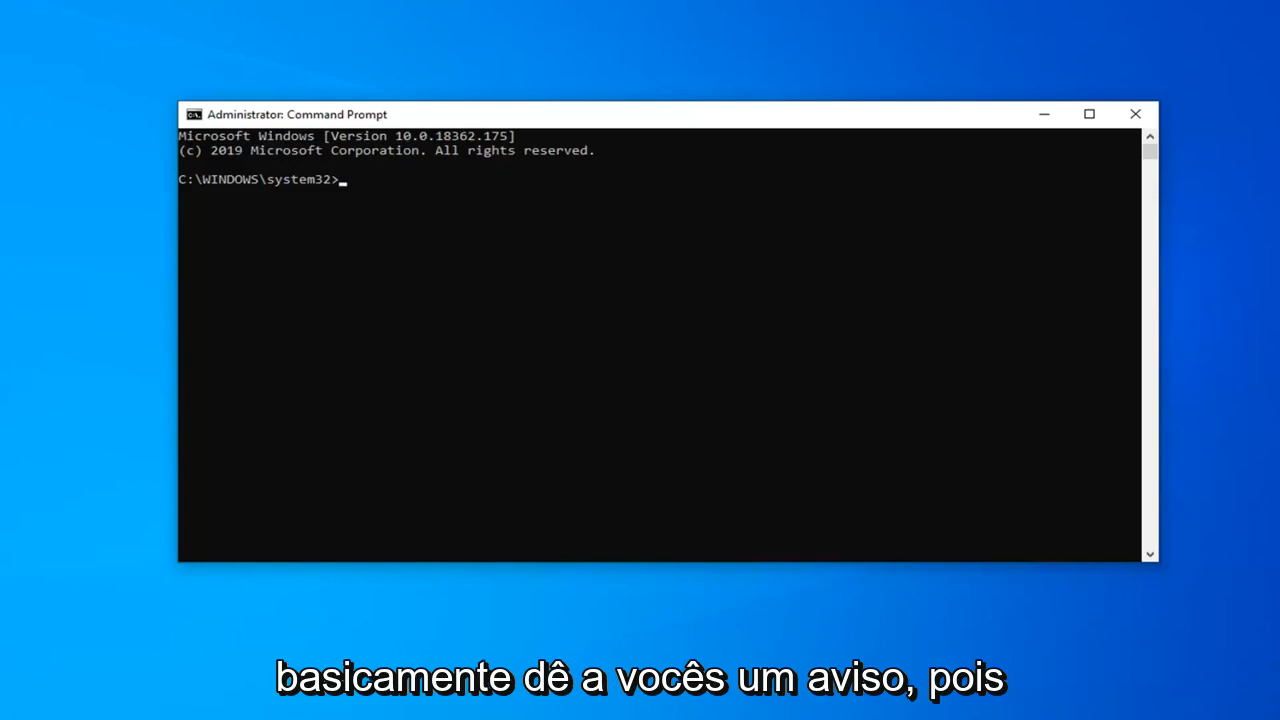 Administrator: Command Prompt
Microsoft Windows [Version 10.0.18362.175]
(c) 2019 Microsoft Corporation. All rights reserved.
C:\WINDOWS\system32>
basicamente dê a vocês um aviso, pois